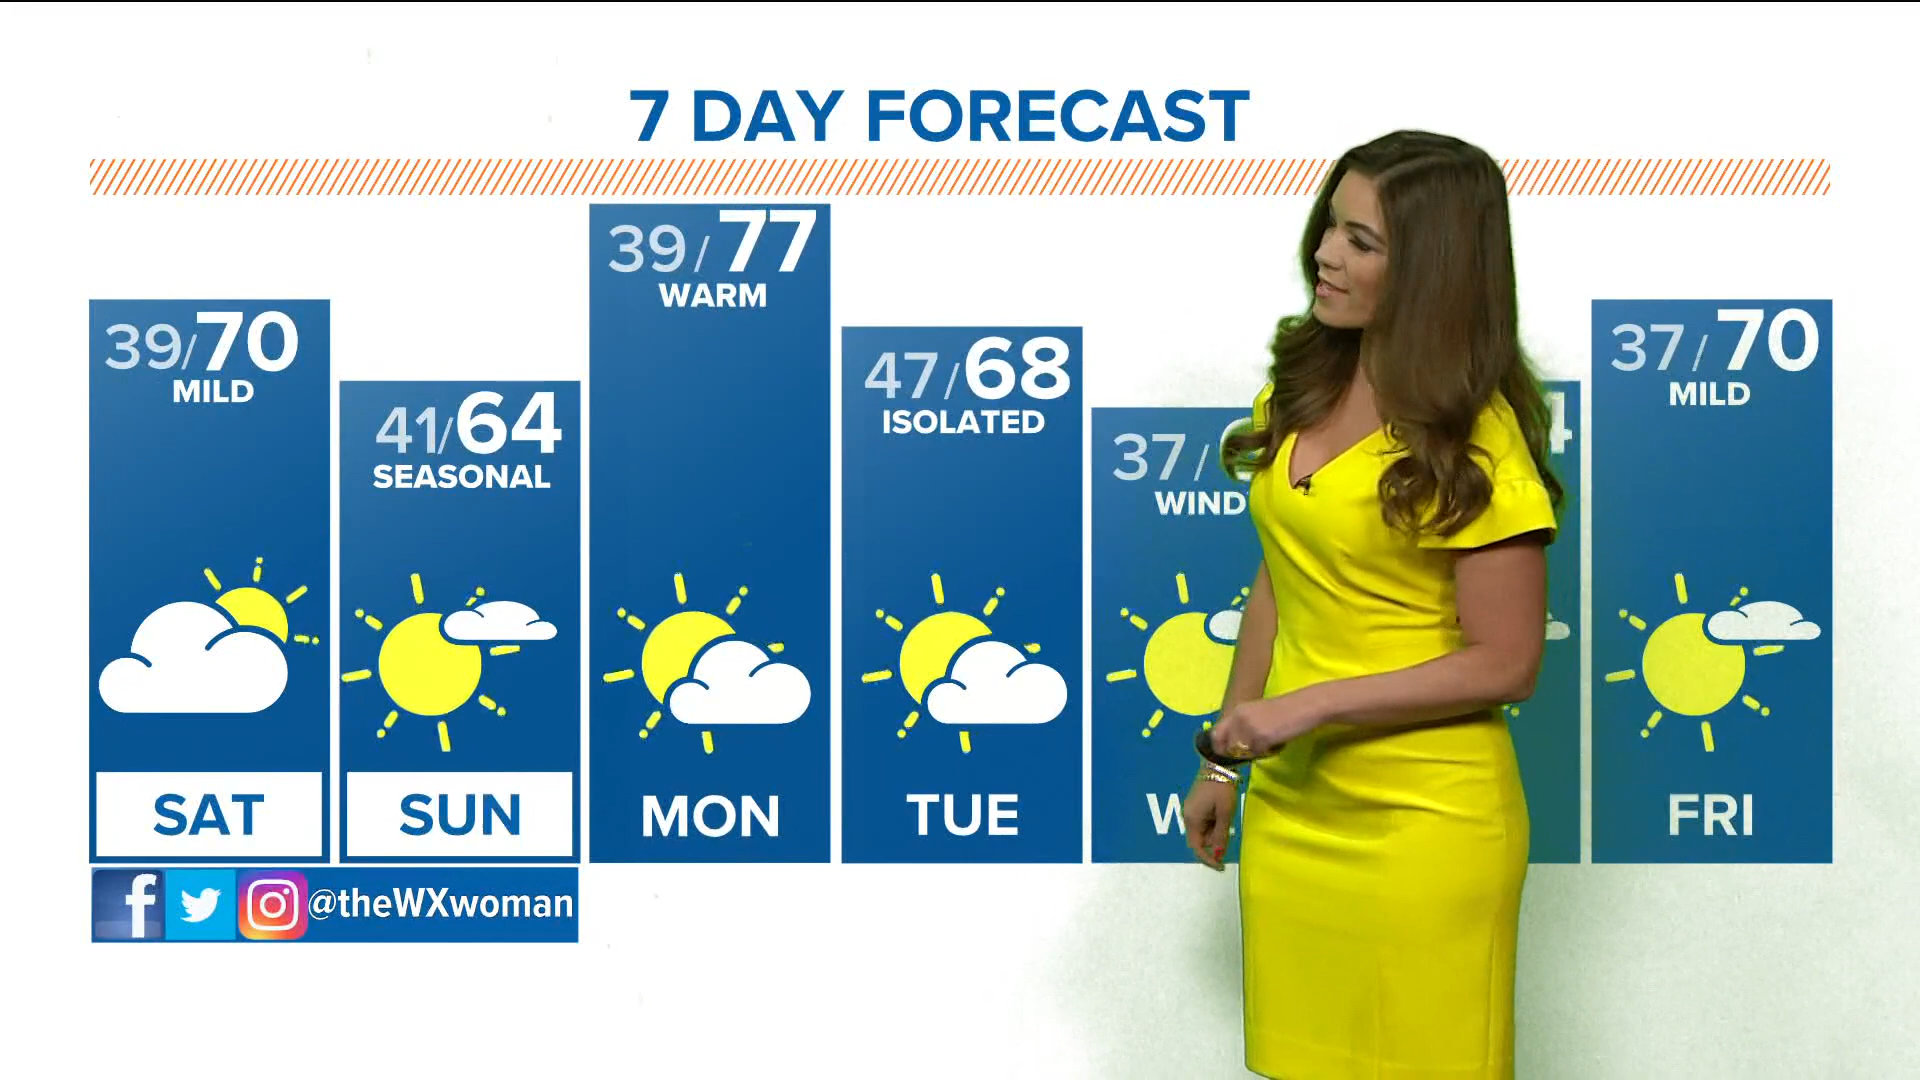 7 DAY FORECAST
39/70
MILD
SAT
41/64
SEASONAL
SUN
39/77
WARM
MON
47/68
ISOLATED
TUE
37/
WIND
W
4
37/70
MILD
FRI
@theWXwoman